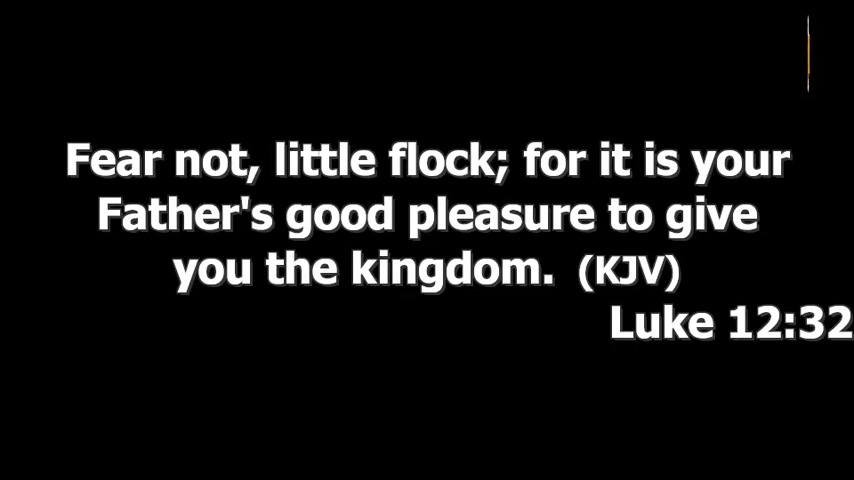 Fear not, little flock; for it is your
Father's good pleasure to give
you the kingdom. (KJV)
Luke 12:32